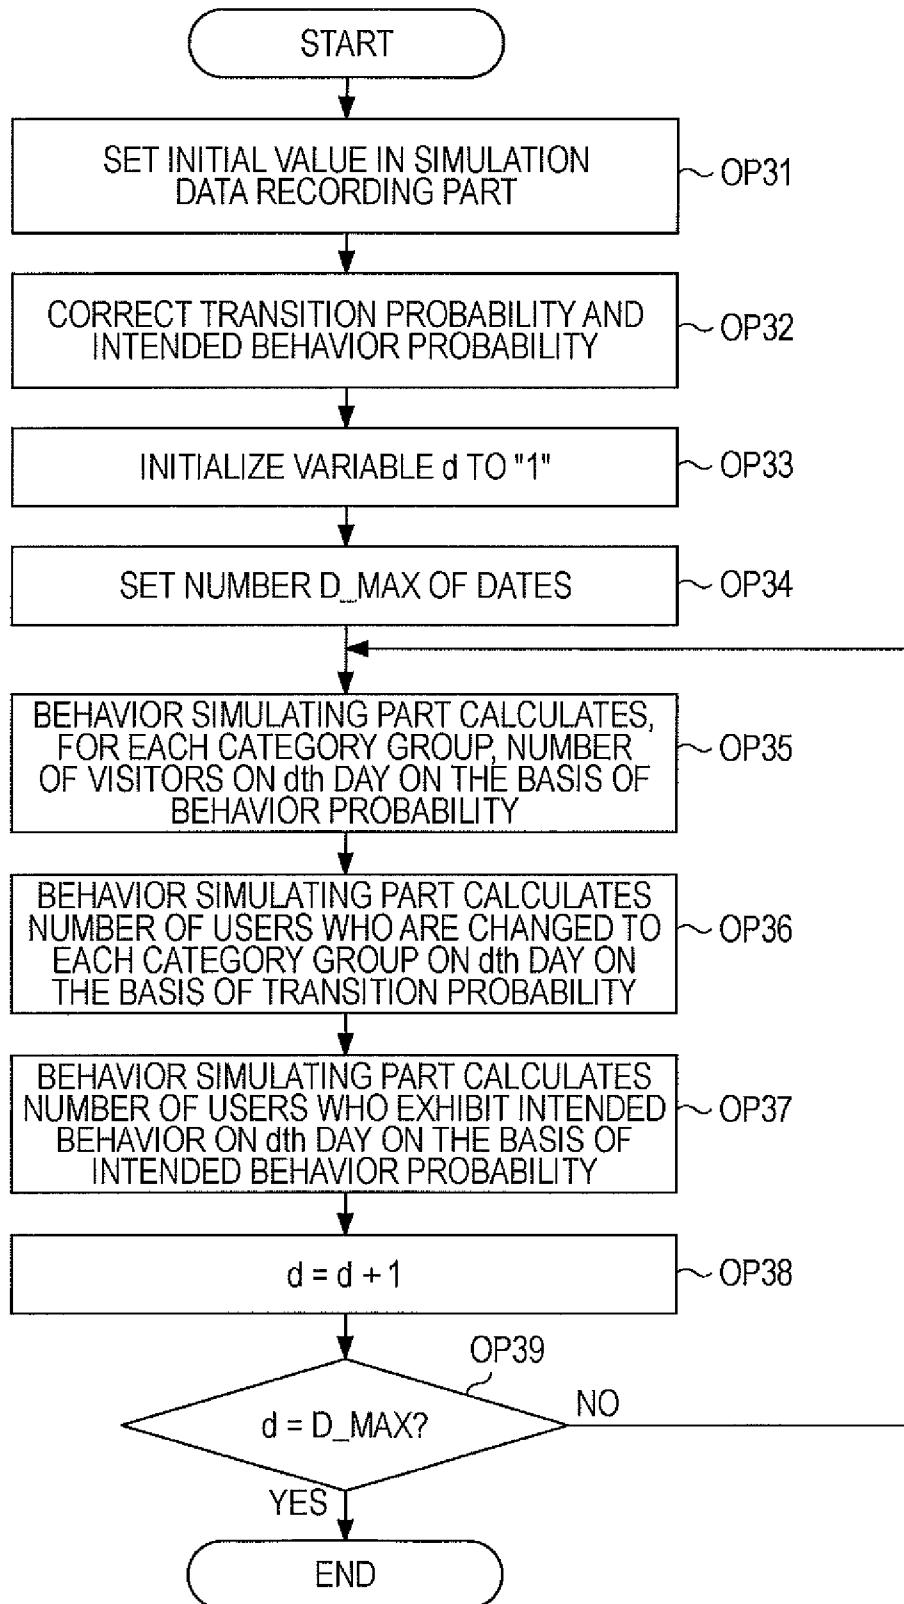 START
SET INITIAL VALUE IN SIMULATION
DATA RECORDING PART
OP31
CORRECT TRANSITION PROBABILITY AND
INTENDED BEHAVIOR PROBABILITY
OP32
INITIALIZE VARIABLE d TO "1"
OP33
SET NUMBER D_MAX OF DATES
OP34
BEHAVIOR SIMULATING PART CALCULATES,
FOR EACH CATEGORY GROUP, NUMBER
OF VISITORS ON dth DAY ON THE BASIS OF
BEHAVIOR PROBABILITY
OP35
BEHAVIOR SIMULATING PART CALCULATES
NUMBER OF USERS WHO ARE CHANGED TO
EACH CATEGORY GROUP ON dth DAY ON
THE BASIS OF TRANSITION PROBABILITY
OP36
BEHAVIOR SIMULATING PART CALCULATES
NUMBER OF USERS WHO EXHIBIT INTENDED
BEHAVIOR ON dth DAY ON THE BASIS OF
INTENDED BEHAVIOR PROBABILITY
OP37
d = d + 1
OP38
OP39
d = D_MAX?
NO
YES
END